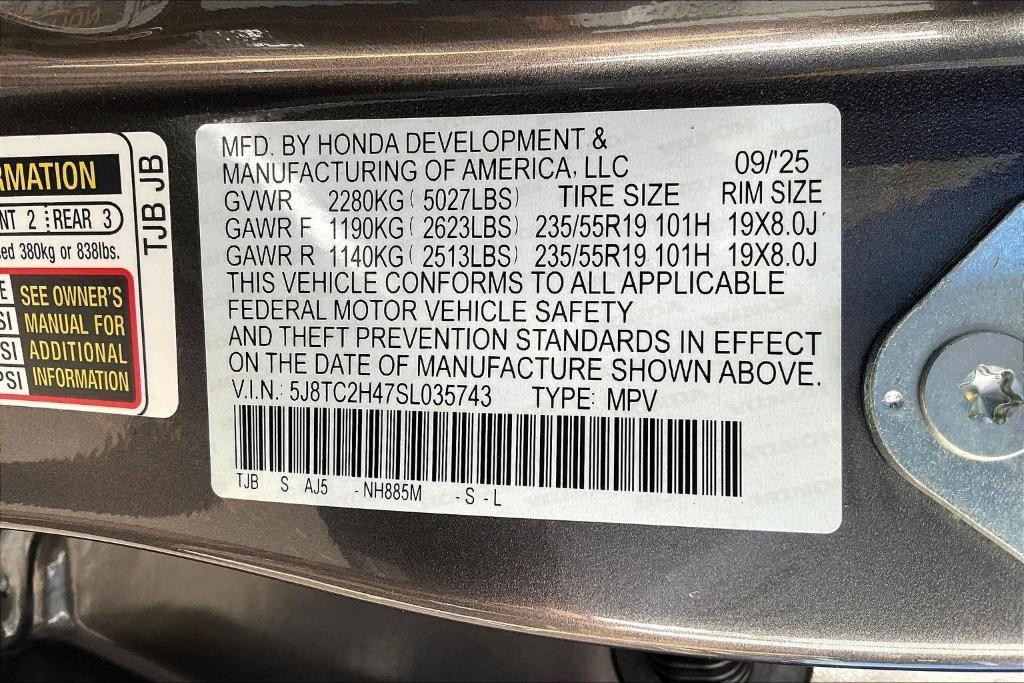 RMATION
NT 2 REAR 3
ed 380kg or 838lbs.
E SEE OWNER'S
SI MANUAL FOR
SI ADDITIONAL
PSI INFORMATION
TJB JB
MFD. BY HONDA DEVELOPMENT &
MANUFACTURING OF AMERICA, LLC 09/'25
GVWR 2280KG( 5027LBS) TIRE SIZE RIM SIZE
GAWR F 1190KG( 2623LBS) 235/55R19 101H 19X8.0J
GAWR R 1140KG( 2513LBS) 235/55R19 101H 19X8.0J
THIS VEHICLE CONFORMS TO ALL APPLICABLE
FEDERAL MOTOR VEHICLE SAFETY
AND THEFT PREVENTION STANDARDS IN EFFECT
ON THE DATE OF MANUFACTURE SHOWN ABOVE.
V.I.N.: 5J8TC2H47SL035743 TYPE: MPV
TJB S AJ5 -NH885M -S -L